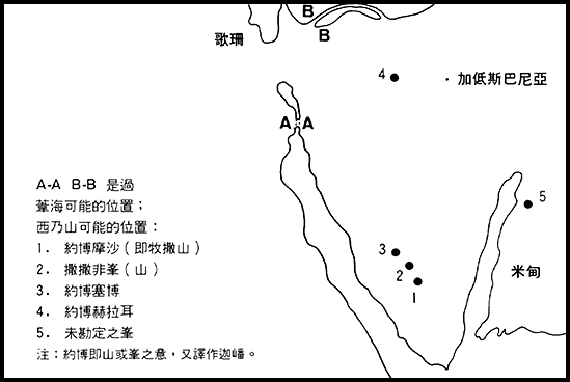 B
B
歌珊
4
加低斯巴尼亞
A A
A-A B-B 是過
葦海可能的位置；
西乃山可能的位置：
1. 約博摩沙（即牧撒山）
2. 撒撒非峯（山）
3. 約博塞博
4. 約博赫拉耳
5. 未勘定之峯
注：約博即山或峯之意，又譯作迦幡。
5
3
2
1
米甸